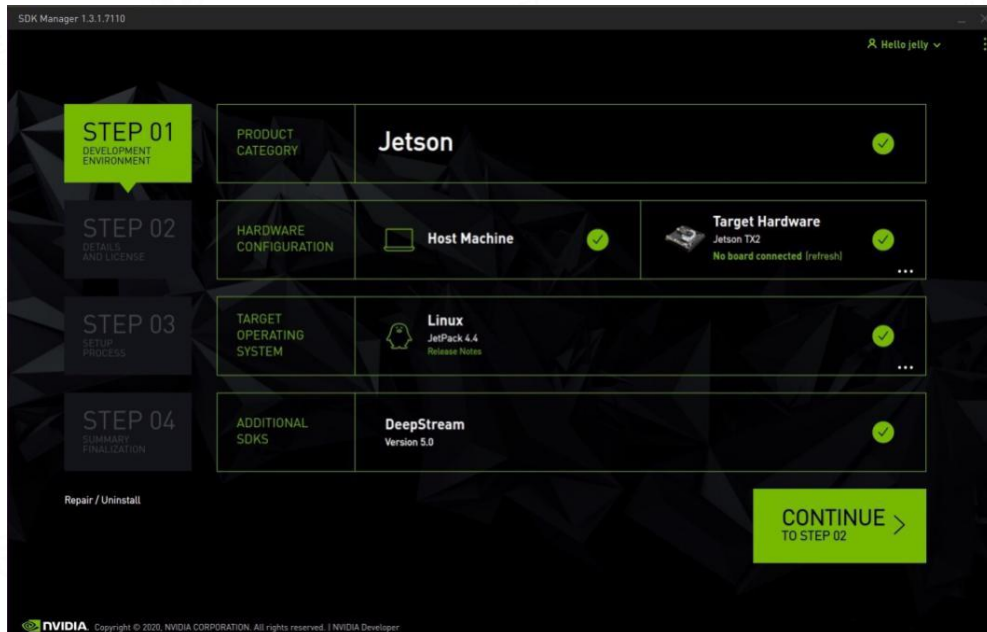 SDK Manager 1.3.1.7110
Hello jelly
STEP 01
DEVELOPMENT
ENVIRONMENT
PRODUCT
CATEGORY
Jetson
STEP 02
DETAILS
AND LICENSE
HARDWARE
CONFIGURATION
Host Machine
Target Hardware
Jetson TX2
No board connected (refresh)
STEP 03
SETUP
PROCESS
TARGET
OPERATING
SYSTEM
Linux
JetPack 4.4
Release Notes
STEP 04
SUMMARY
FINALIZATION
ADDITIONAL
SDKS
DeepStream
Version 5.0
Repair / Uninstall
CONTINUE
TO STEP 02
NVIDIA. Copyright © 2020, NVIDIA CORPORATION. All rights reserved. | NVIDIA Developer